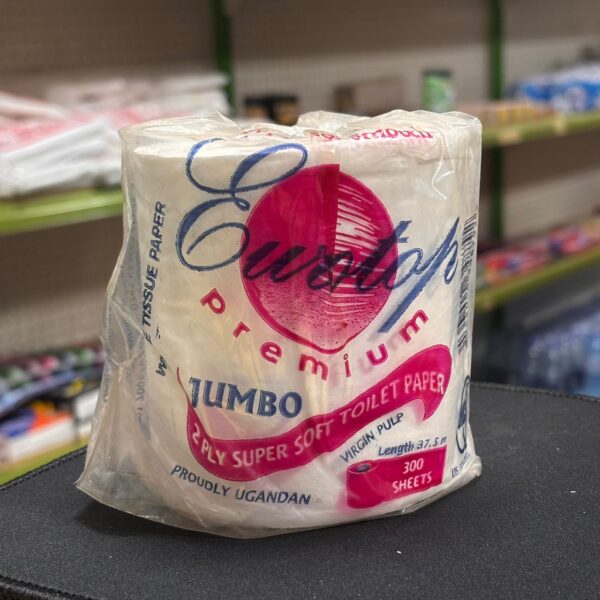 Eurotop
premium
TISSUE PAPER
JUMBO
2 PLY SUPER SOFT TOILET PAPER
VIRGIN PULP
Length 37.5 m
300
SHEETS
PROUDLY UGANDAN